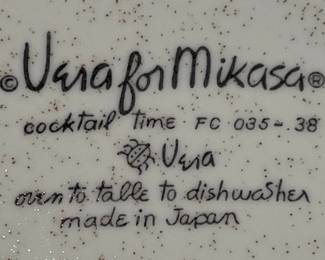 © Vera for Mikasa ®
cocktail time · FC 035-.38
Vera
oven to table to dishwasher
made in Japan